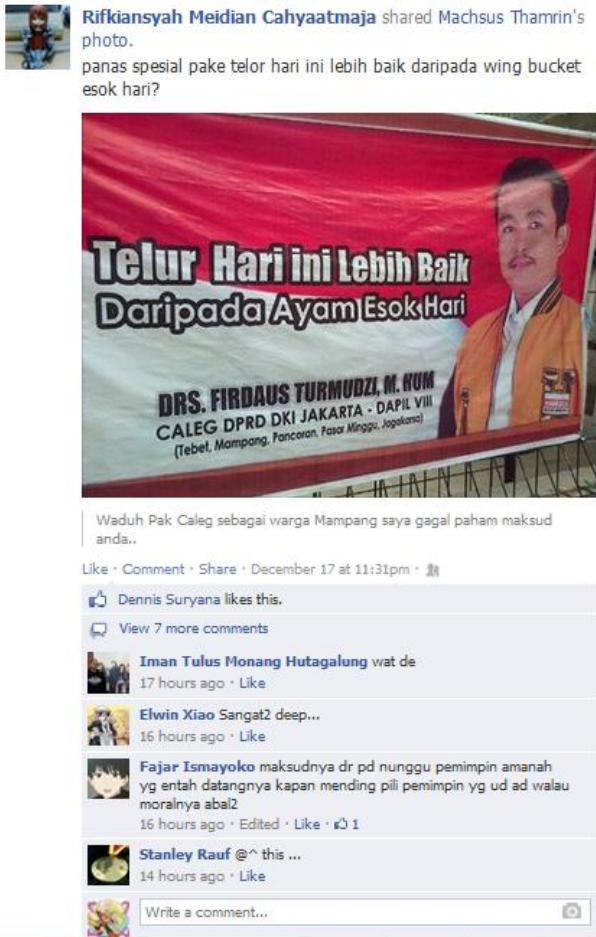 Rifkiansyah Meidian Cahyaatmaja shared Machsus Thamrin's
photo.
panas spesial pake telor hari ini lebih baik daripada wing bucket
esok hari?
Telur Hari ini Lebih Baik
Daripada Ayam Esok Hari
DRS. FIRDAUS TURMUDZI, M. HUM
CALEG DPRD DKI JAKARTA - DAPIL VIII
(Tebet, Mampang, Pancoran, Pasar Minggu, Jagakarsa)
Waduh Pak Caleg sebagai warga Mampang saya gagal paham maksud
anda..
Like · Comment · Share · December 17 at 11:31pm ·
Dennis Suryana likes this.
View 7 more comments
Iman Tulus Monang Hutagalung wat de
17 hours ago · Like
Elwin Xiao Sangat2 deep...
16 hours ago · Like
Fajar Ismayoko maksudnya dr pd nunggu pemimpin amanah
yg entah datangnya kapan mending pili pemimpin yg ud ad walau
moralnya abal2
16 hours ago · Edited · Like · 1
Stanley Rauf @^ this ...
14 hours ago · Like
Write a comment...